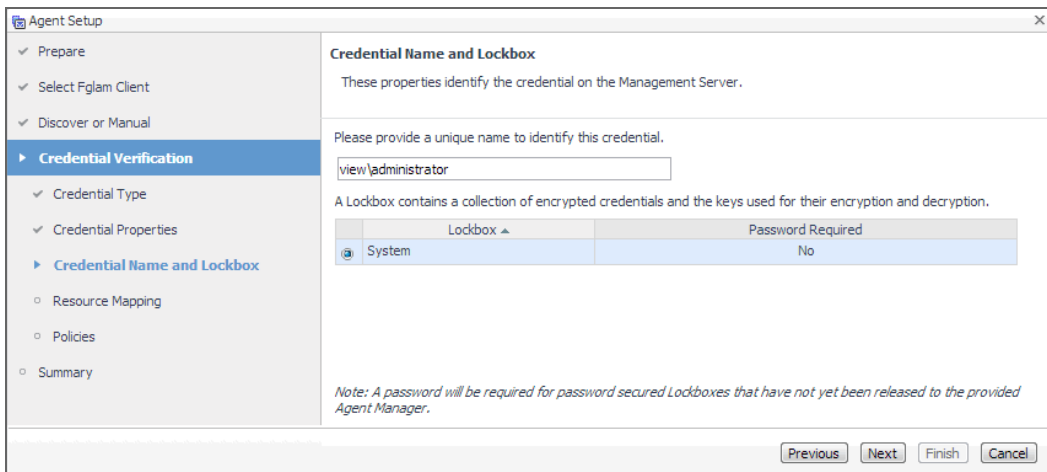 Agent Setup
Prepare
Select Fglam Client
Discover or Manual
Credential Verification
Credential Type
Credential Properties
Credential Name and Lockbox
Resource Mapping
Policies
Summary
Credential Name and Lockbox
These properties identify the credential on the Management Server.
Please provide a unique name to identify this credential.
view\administrator
A Lockbox contains a collection of encrypted credentials and the keys used for their encryption and decryption.
Lockbox Password Required
System No
Note: A password will be required for password secured Lockboxes that have not yet been released to the provided
Agent Manager.
Previous Next Finish Cancel